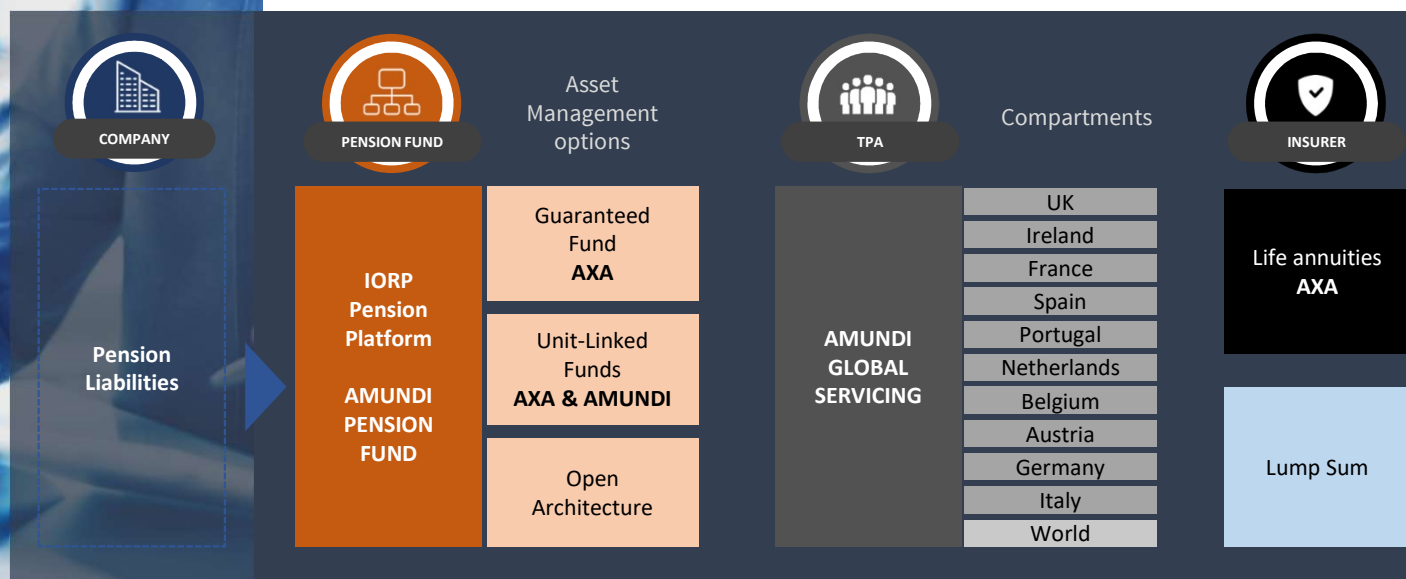 COMPANY
Pension
Liabilities
PENSION FUND
IORP
Pension
Platform
AMUNDI
PENSION
FUND
Asset
Management
options
Guaranteed
Fund
AXA
Unit-Linked
Funds
AXA & AMUNDI
Open
Architecture
TPA
AMUNDI
GLOBAL
SERVICING
Compartments
UK
Ireland
France
Spain
Portugal
Netherlands
Belgium
Austria
Germany
Italy
World
INSURER
Life annuities
AXA
Lump Sum